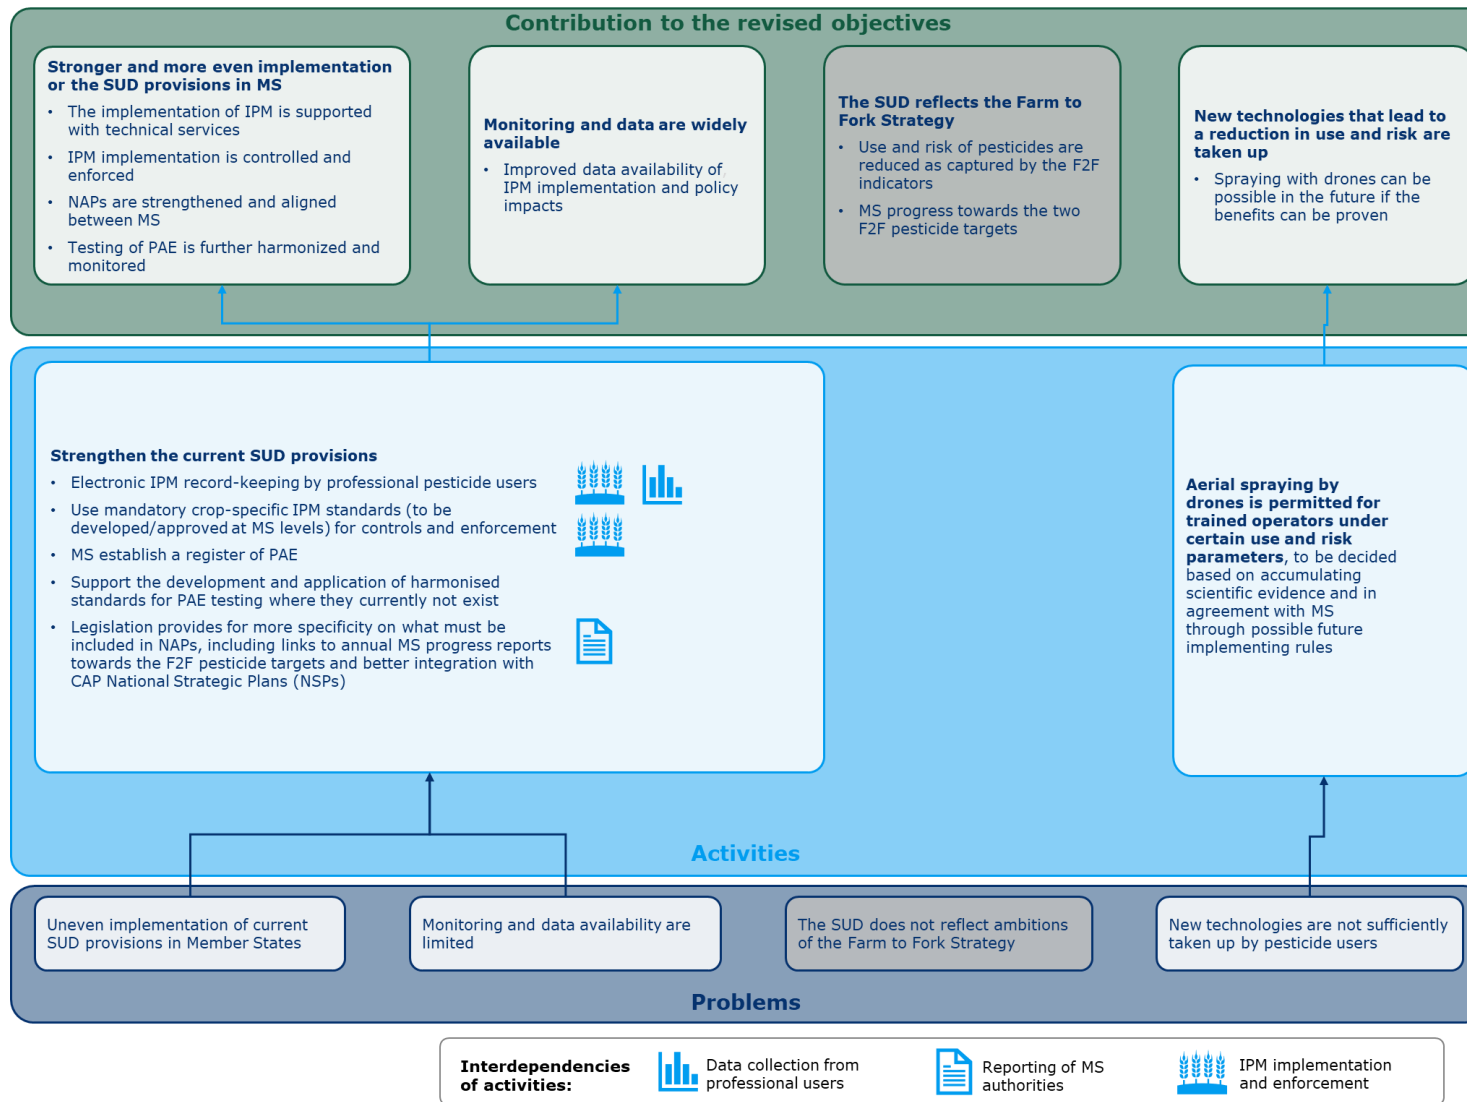 Contribution to the revised objectives
Stronger and more even implementation
or the SUD provisions in MS
• The implementation of IPM is supported
with technical services
• IPM implementation is controlled and
enforced
• NAPs are strengthened and aligned
between MS
• Testing of PAE is further harmonized and
monitored
Monitoring and data are widely
available
• Improved data availability of
IPM implementation and policy
impacts
The SUD reflects the Farm to
Fork Strategy
• Use and risk of pesticides are
reduced as captured by the F2F
indicators
• MS progress towards the two
F2F pesticide targets
New technologies that lead to
a reduction in use and risk are
taken up
• Spraying with drones can be
possible in the future if the
benefits can be proven
Strengthen the current SUD provisions
• Electronic IPM record-keeping by professional pesticide users
• Use mandatory crop-specific IPM standards (to be
developed/approved at MS levels) for controls and enforcement
• MS establish a register of PAE
• Support the development and application of harmonised
standards for PAE testing where they currently not exist
• Legislation provides for more specificity on what must be
included in NAPs, including links to annual MS progress reports
towards the F2F pesticide targets and better integration with
CAP National Strategic Plans (NSPs)
Aerial spraying by
drones is permitted for
trained operators under
certain use and risk
parameters, to be decided
based on accumulating
scientific evidence and in
agreement with MS
through possible future
implementing rules
Activities
Uneven implementation of current
SUD provisions in Member States
Monitoring and data availability are
limited
The SUD does not reflect ambitions
of the Farm to Fork Strategy
New technologies are not sufficiently
taken up by pesticide users
Problems
Interdependencies
of activities:
Data collection from
professional users
Reporting of MS
authorities
IPM implementation
and enforcement